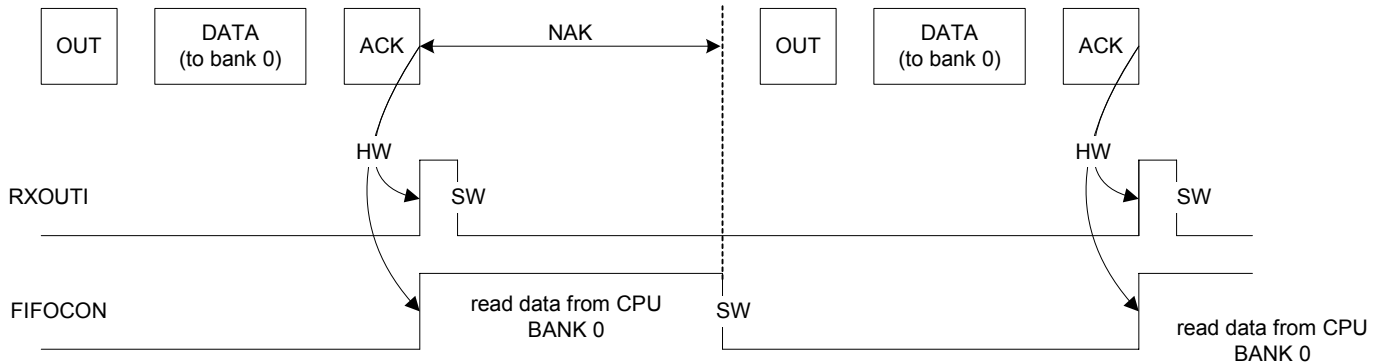 OUT
DATA
(to bank 0)
ACK
NAK
OUT
DATA
(to bank 0)
ACK
HW
HW
RXOUTI
SW
SW
FIFOCON
read data from CPU
BANK 0
SW
read data from CPU
BANK 0